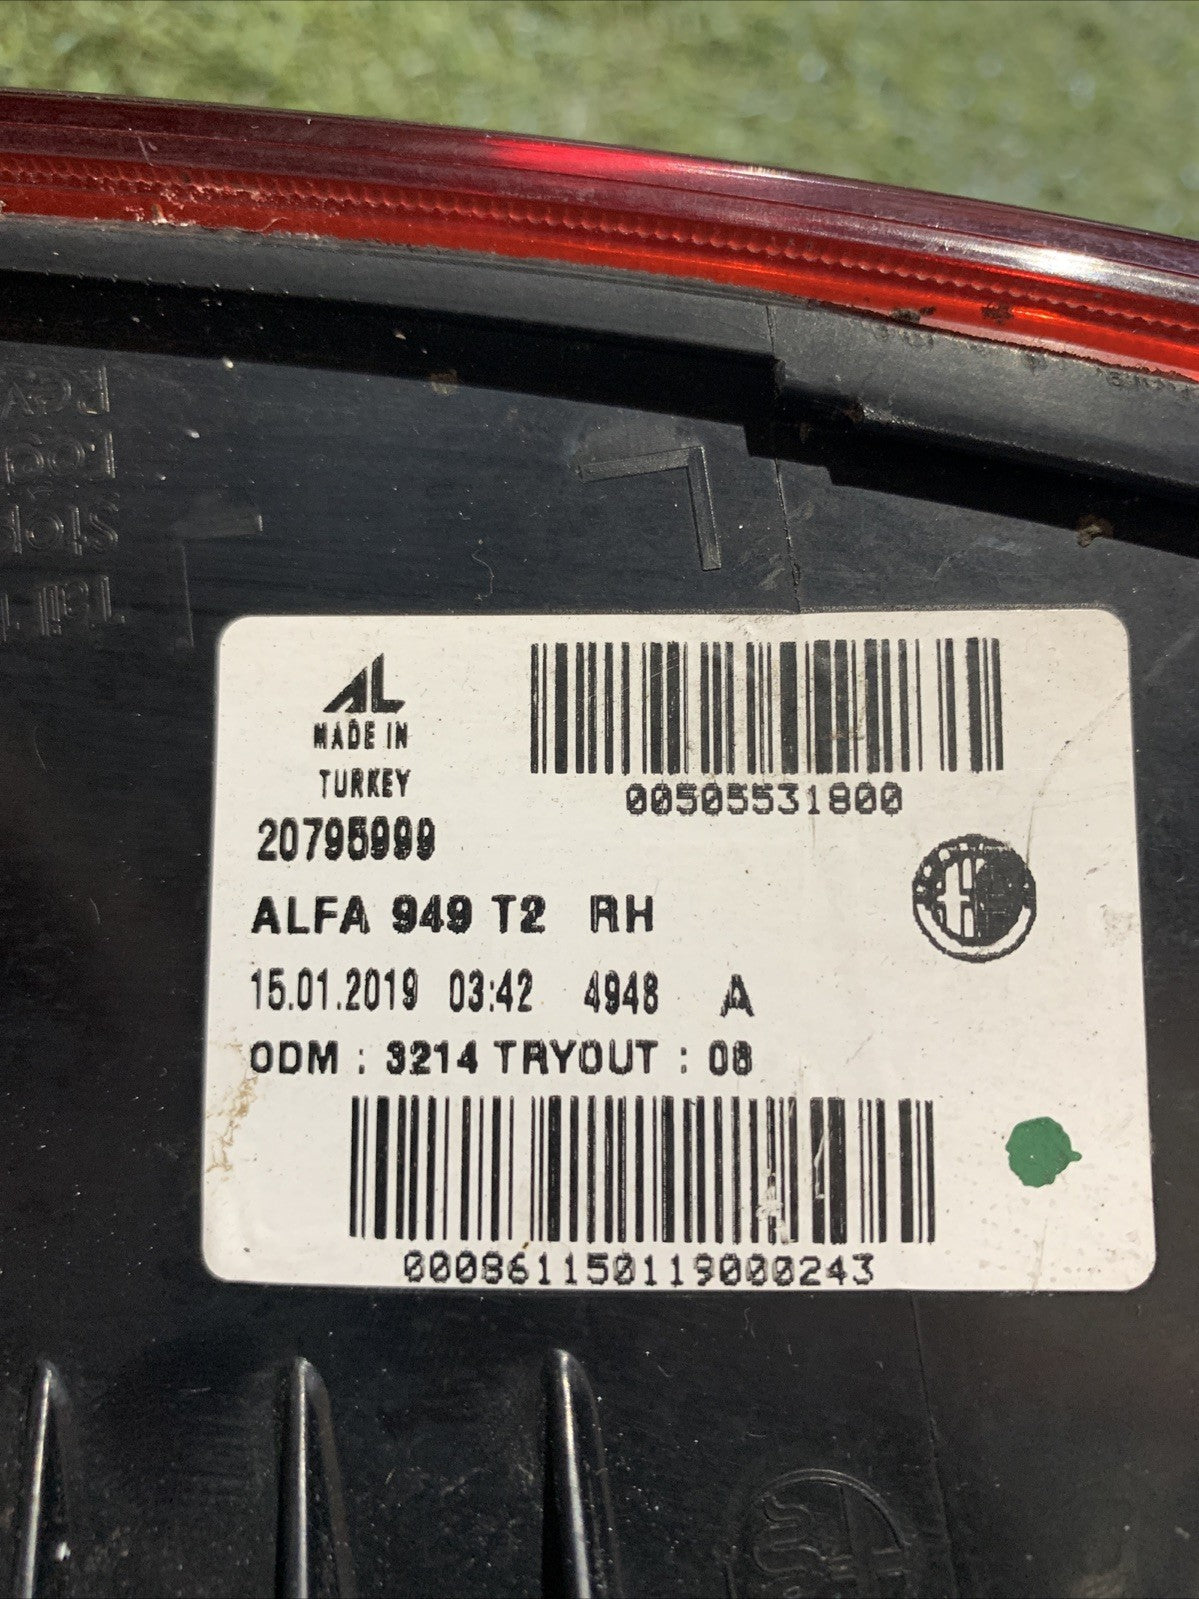 AL
MADE IN
TURKEY
00505531800
20795999
ALFA 949 T2 RH
15.01.2019 03:42 4948 A
ODM : 3214 TRYOUT : 08
000861150119000243